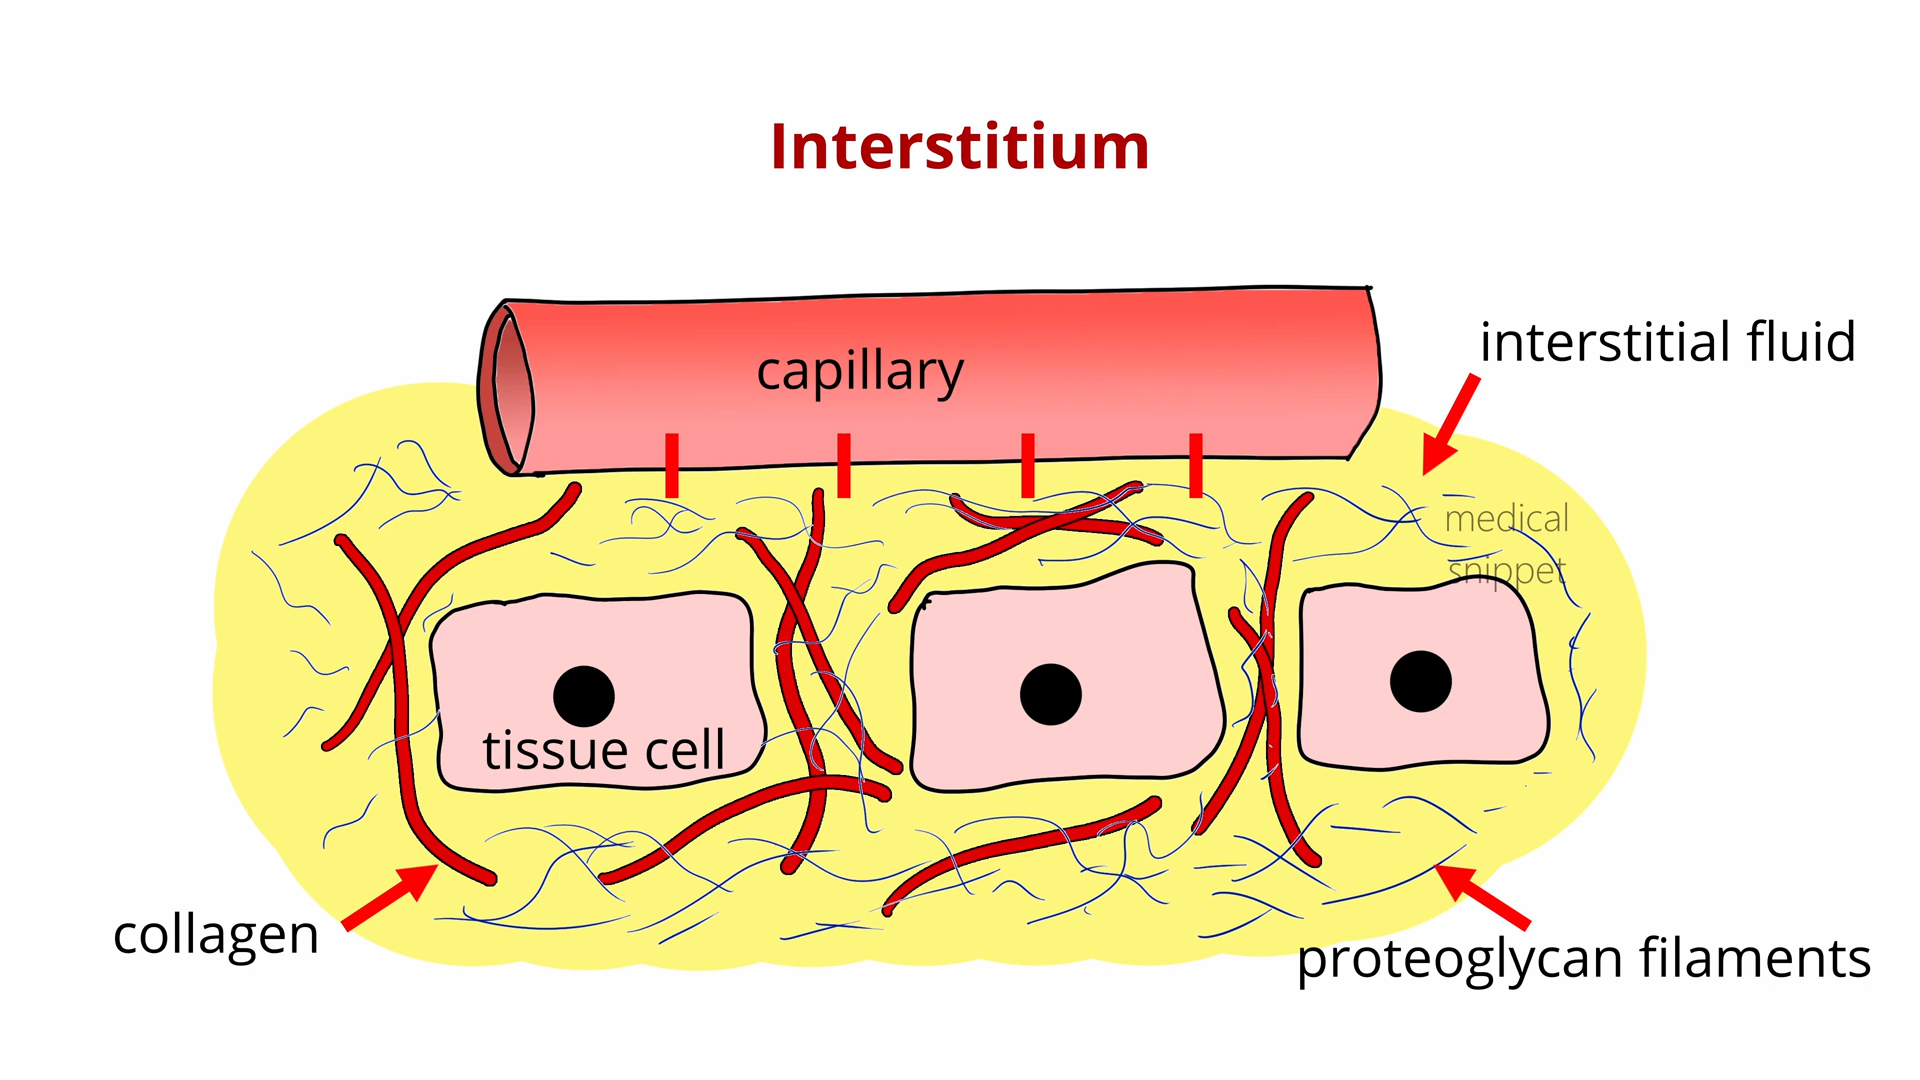 Interstitium
interstitial fluid
capillary
medical
snippet
tissue cell
collagen
proteoglycan filaments